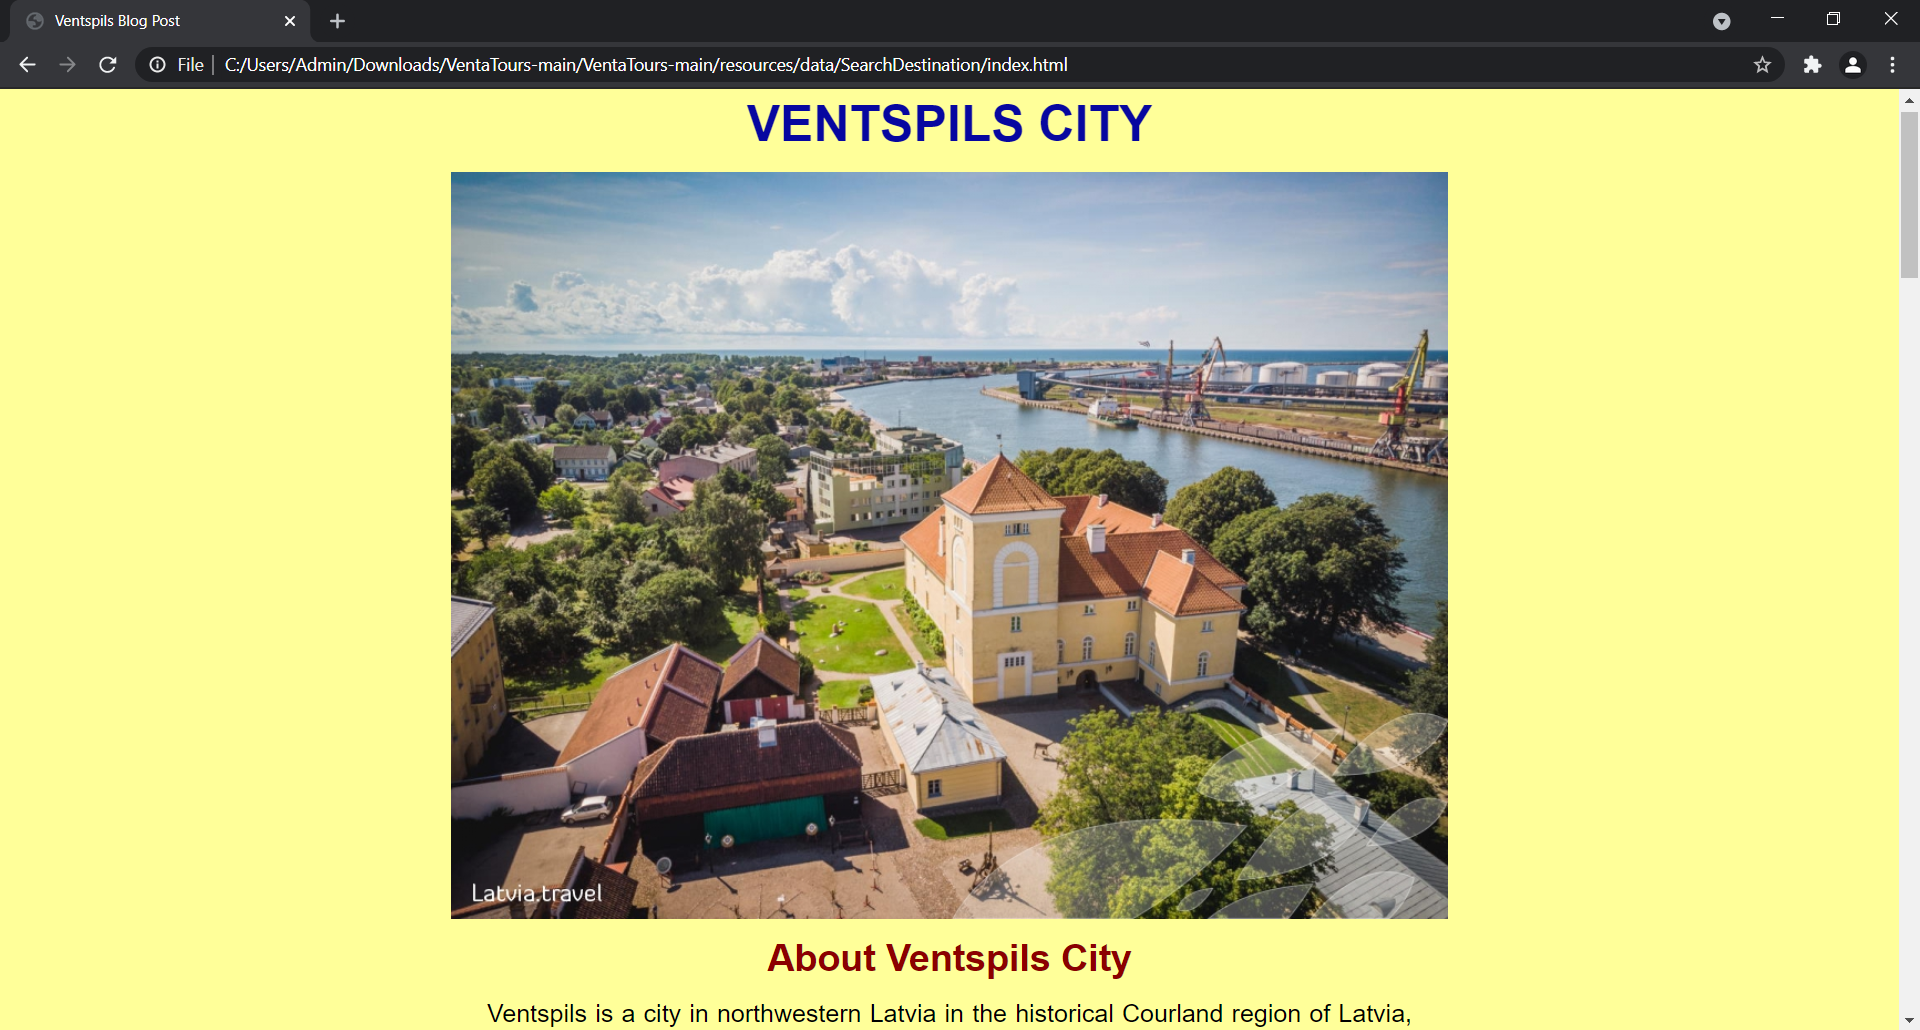 Ventspils Blog Post
File
C:/Users/Admin/Downloads/VentaTours-main/VentaTours-main/resources/data/SearchDestination/index.html
VENTSPILS CITY
Latvia.travel
About Ventspils City
Ventspils is a city in northwestern Latvia in the historical Courland region of Latvia,